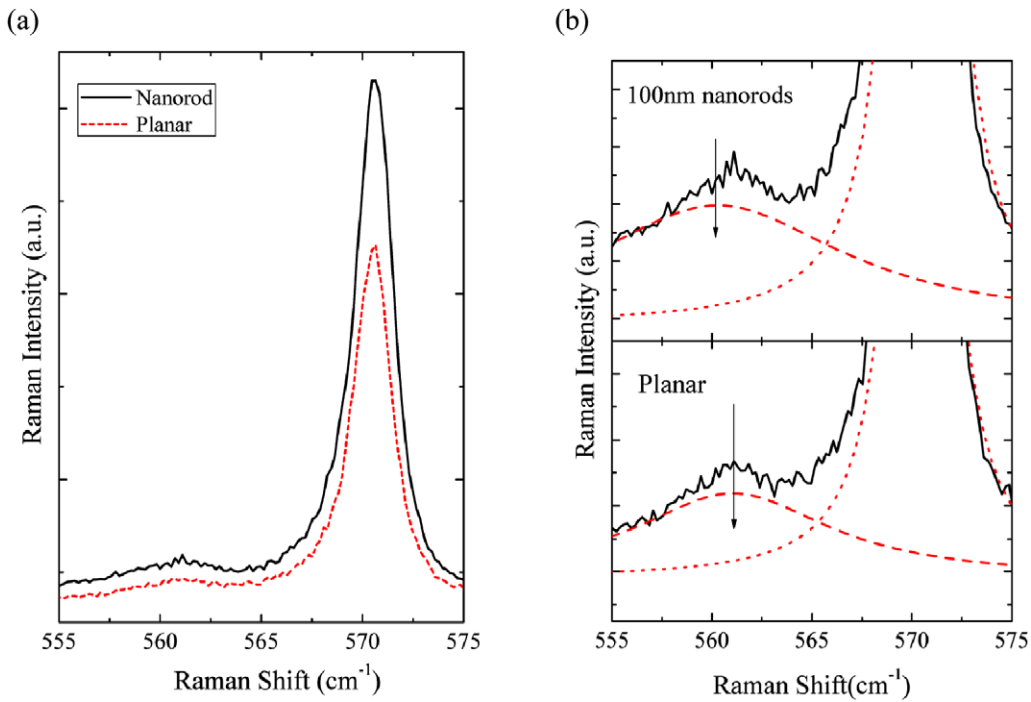 (a)
(b)
Nanorod
Planar
Raman Intensity (a.u.)
555 560 565 570 575
Raman Shift (cm⁻¹)
100nm nanorods
Planar
Raman Intensity (a.u.)
555 560 565 570 575
Raman Shift(cm⁻¹)